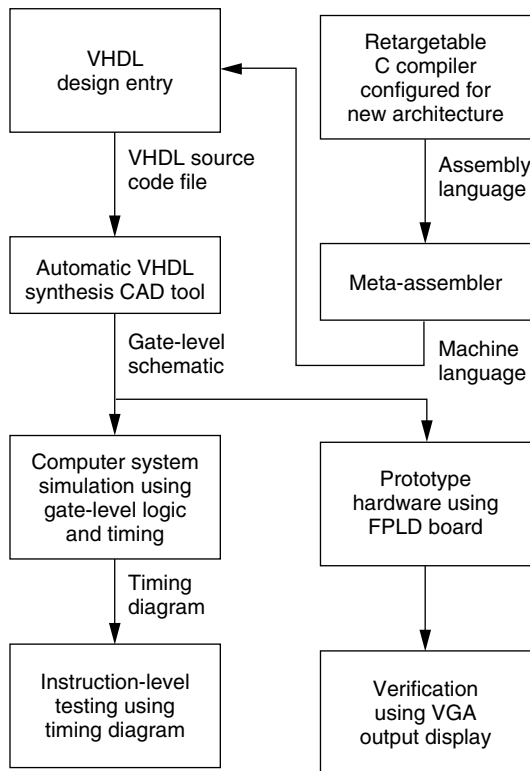 VHDL
design entry
Retargetable
C compiler
configured for
new architecture
VHDL source
code file
Assembly
language
Automatic VHDL
synthesis CAD tool
Meta-assembler
Gate-level
schematic
Machine
language
Computer system
simulation using
gate-level logic
and timing
Prototype
hardware using
FPLD board
Timing
diagram
Instruction-level
testing using
timing diagram
Verification
using VGA
output display